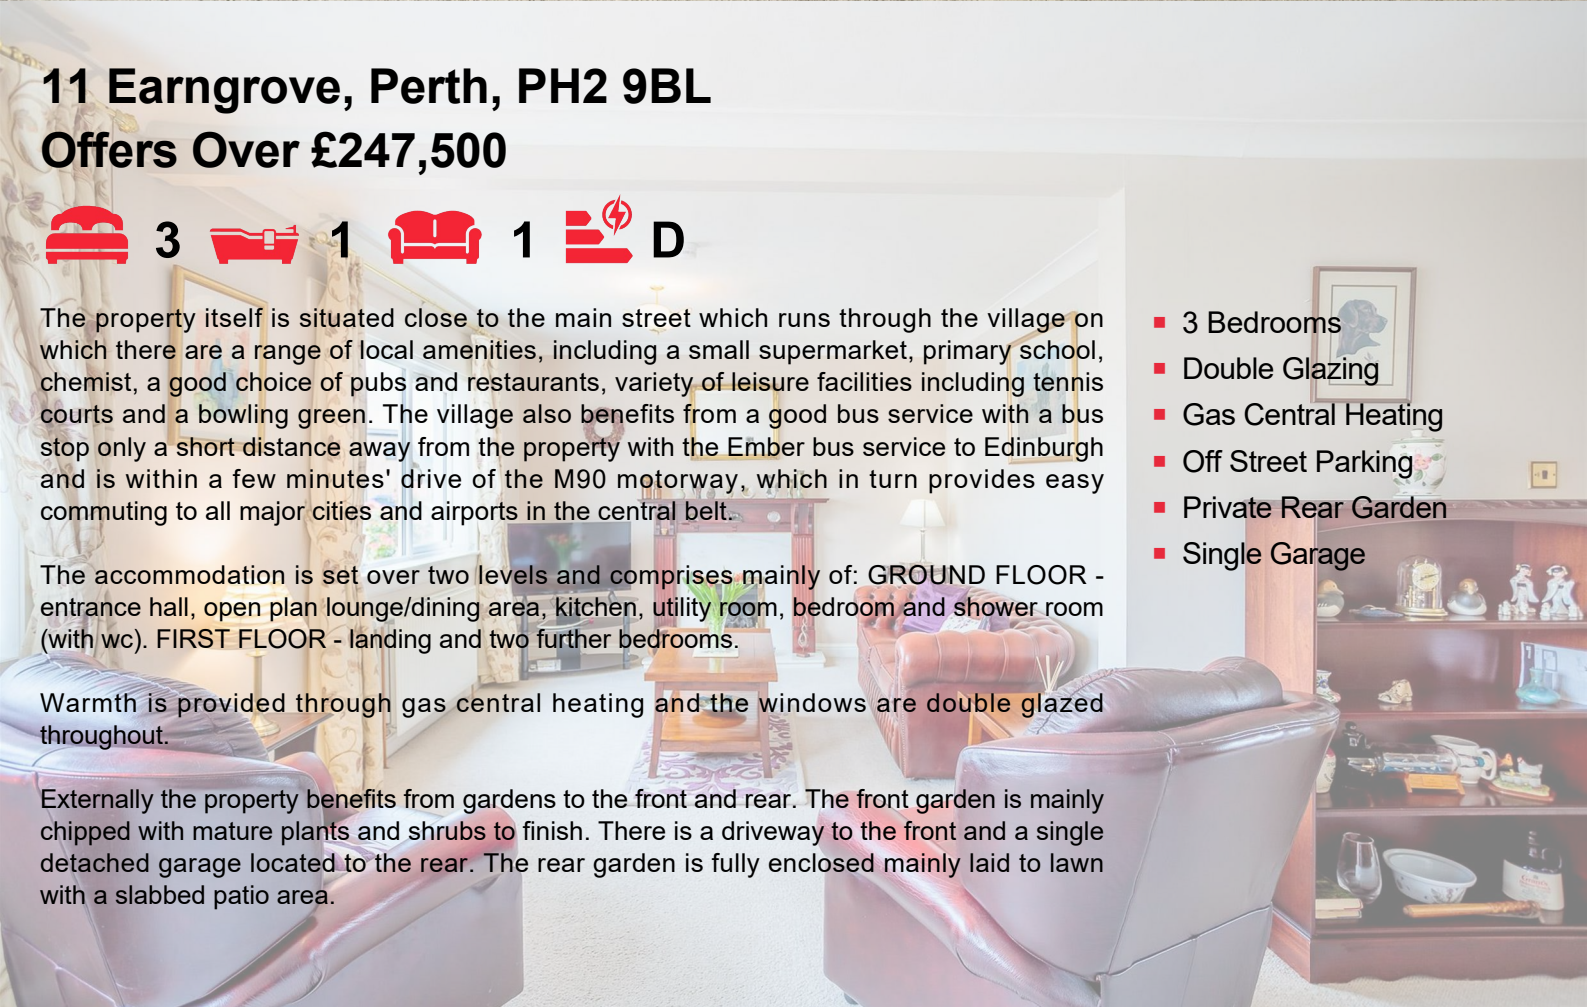 11 Earngrove, Perth, PH2 9BL
Offers Over £247,500
3 1 1 D
The property itself is situated close to the main street which runs through the village on
which there are a range of local amenities, including a small supermarket, primary school,
chemist, a good choice of pubs and restaurants, variety of leisure facilities including tennis
courts and a bowling green. The village also benefits from a good bus service with a bus
stop only a short distance away from the property with the Ember bus service to Edinburgh
and is within a few minutes' drive of the M90 motorway, which in turn provides easy
commuting to all major cities and airports in the central belt.
The accommodation is set over two levels and comprises mainly of: GROUND FLOOR -
entrance hall, open plan lounge/dining area, kitchen, utility room, bedroom and shower room
(with wc). FIRST FLOOR - landing and two further bedrooms.
Warmth is provided through gas central heating and the windows are double glazed
throughout.
Externally the property benefits from gardens to the front and rear. The front garden is mainly
chipped with mature plants and shrubs to finish. There is a driveway to the front and a single
detached garage located to the rear. The rear garden is fully enclosed mainly laid to lawn
with a slabbed patio area.
3 Bedrooms
Double Glazing
Gas Central Heating
Off Street Parking
Private Rear Garden
Single Garage